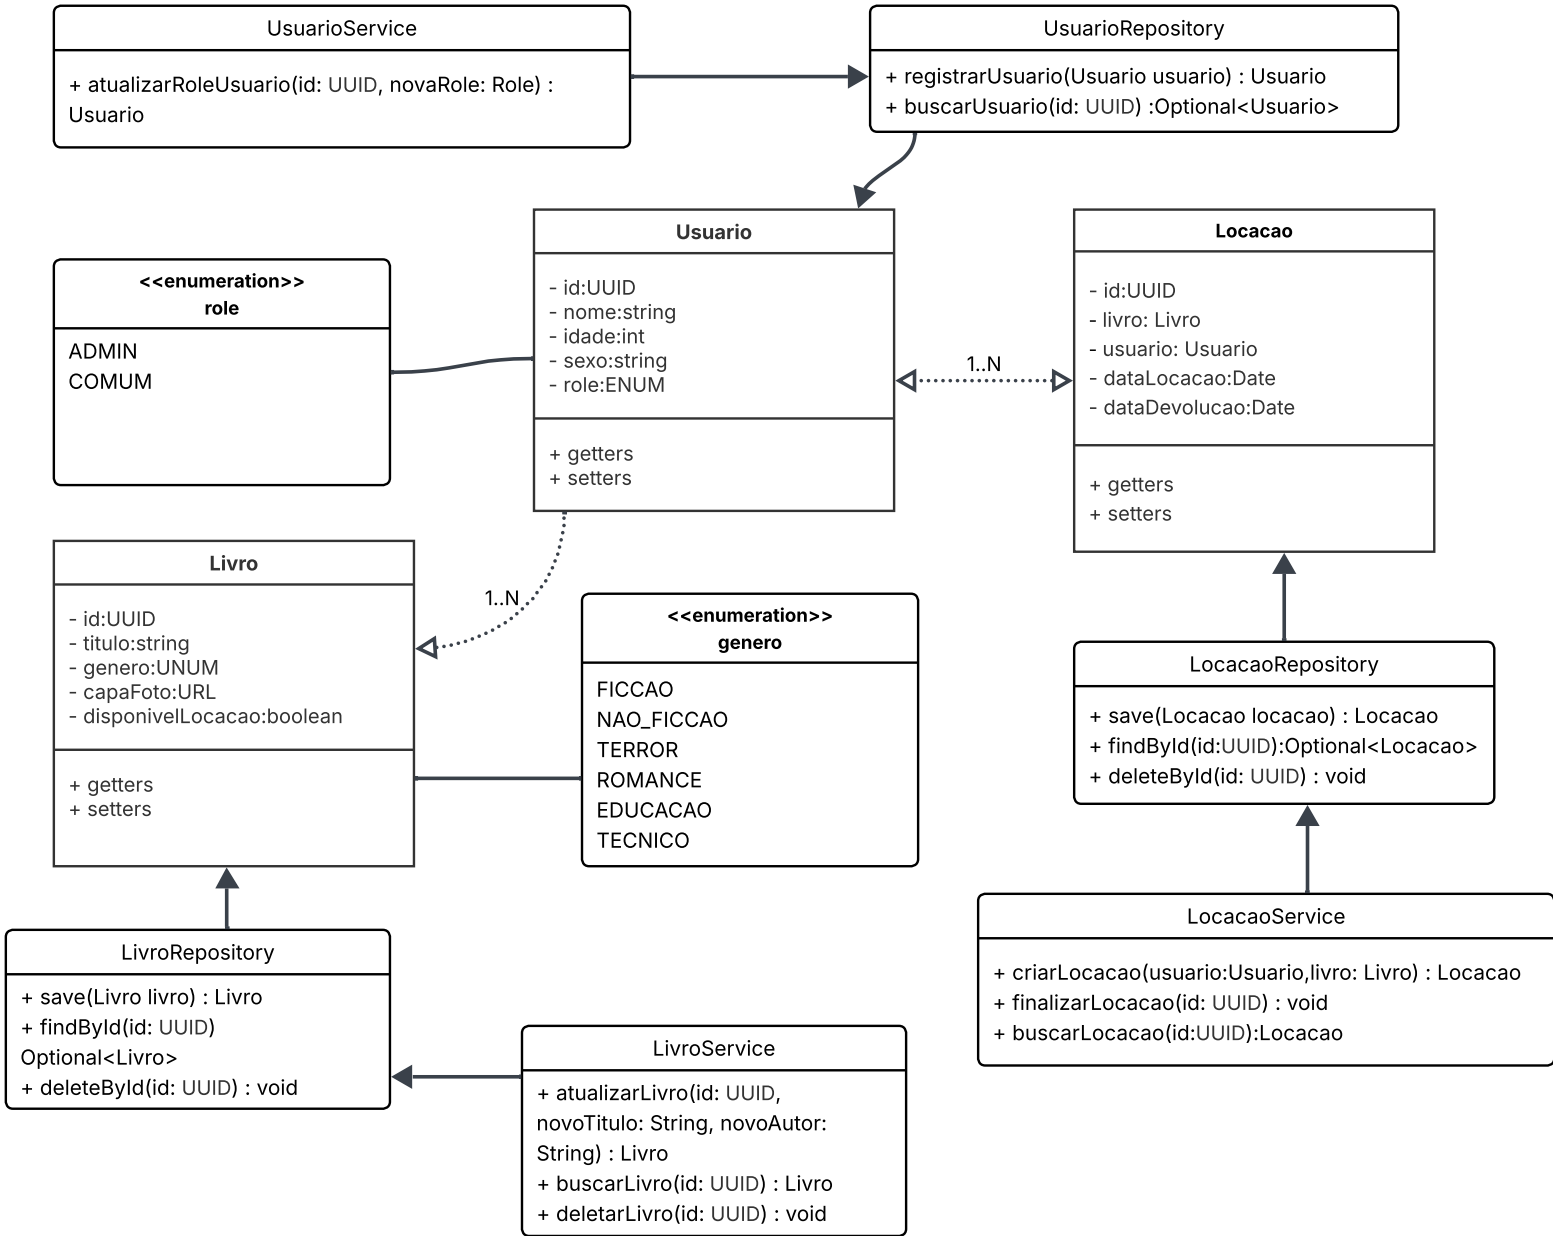 UsuarioService
+ atualizarRoleUsuario(id: UUID, novaRole: Role) :
Usuario
UsuarioRepository
+ registrarUsuario(Usuario usuario) : Usuario
+ buscarUsuario(id: UUID) :Optional<Usuario>
<<enumeration>>
role
ADMIN
COMUM
Usuario
- id:UUID
- nome:string
- idade:int
- sexo:string
- role:ENUM
+ getters
+ setters
1..N
Locacao
- id:UUID
- livro: Livro
- usuario: Usuario
- dataLocacao:Date
- dataDevolucao:Date
+ getters
+ setters
Livro
- id:UUID
- titulo:string
- genero:UNUM
- capaFoto:URL
- disponivelLocacao:boolean
+ getters
+ setters
1..N
<<enumeration>>
genero
FICCAO
NAO_FICCAO
TERROR
ROMANCE
EDUCACAO
TECNICO
LocacaoRepository
+ save(Locacao locacao) : Locacao
+ findById(id:UUID):Optional<Locacao>
+ deleteById(id: UUID) : void
LocacaoService
+ criarLocacao(usuario:Usuario,livro: Livro) : Locacao
+ finalizarLocacao(id: UUID) : void
+ buscarLocacao(id:UUID):Locacao
LivroRepository
+ save(Livro livro) : Livro
+ findById(id: UUID)
Optional<Livro>
+ deleteById(id: UUID) : void
LivroService
+ atualizarLivro(id: UUID,
novoTitulo: String, novoAutor:
String) : Livro
+ buscarLivro(id: UUID) : Livro
+ deletarLivro(id: UUID) : void